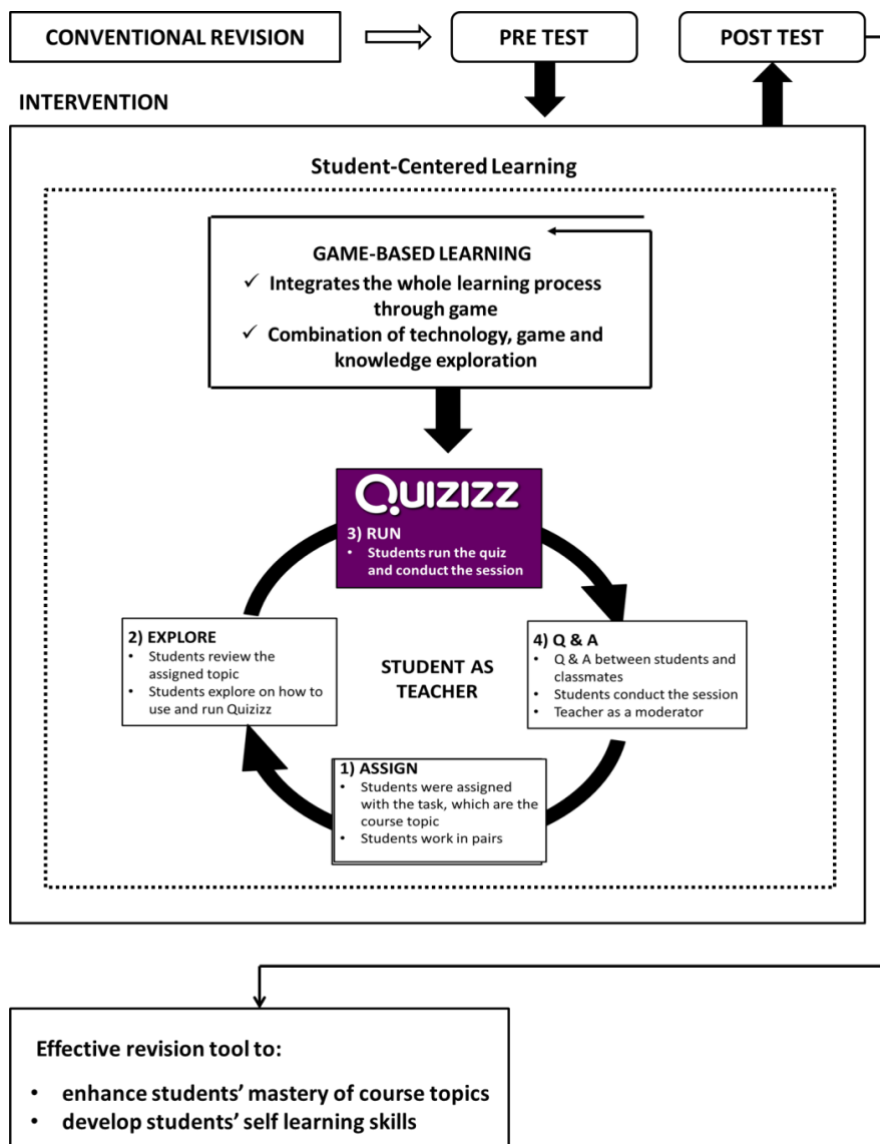 CONVENTIONAL REVISION
PRE TEST
POST TEST
INTERVENTION
Student-Centered Learning
GAME-BASED LEARNING
✓ Integrates the whole learning process
through game
✓ Combination of technology, game and
knowledge exploration
QUIZIZZ
3) RUN
• Students run the quiz
and conduct the session
2) EXPLORE
• Students review the
assigned topic
• Students explore on how to
use and run Quizizz
STUDENT AS
TEACHER
4) Q & A
• Q & A between students and
classmates
• Students conduct the session
• Teacher as a moderator
1) ASSIGN
• Students were assigned
with the task, which are the
course topic
• Students work in pairs
Effective revision tool to:
• enhance students' mastery of course topics
• develop students' self learning skills